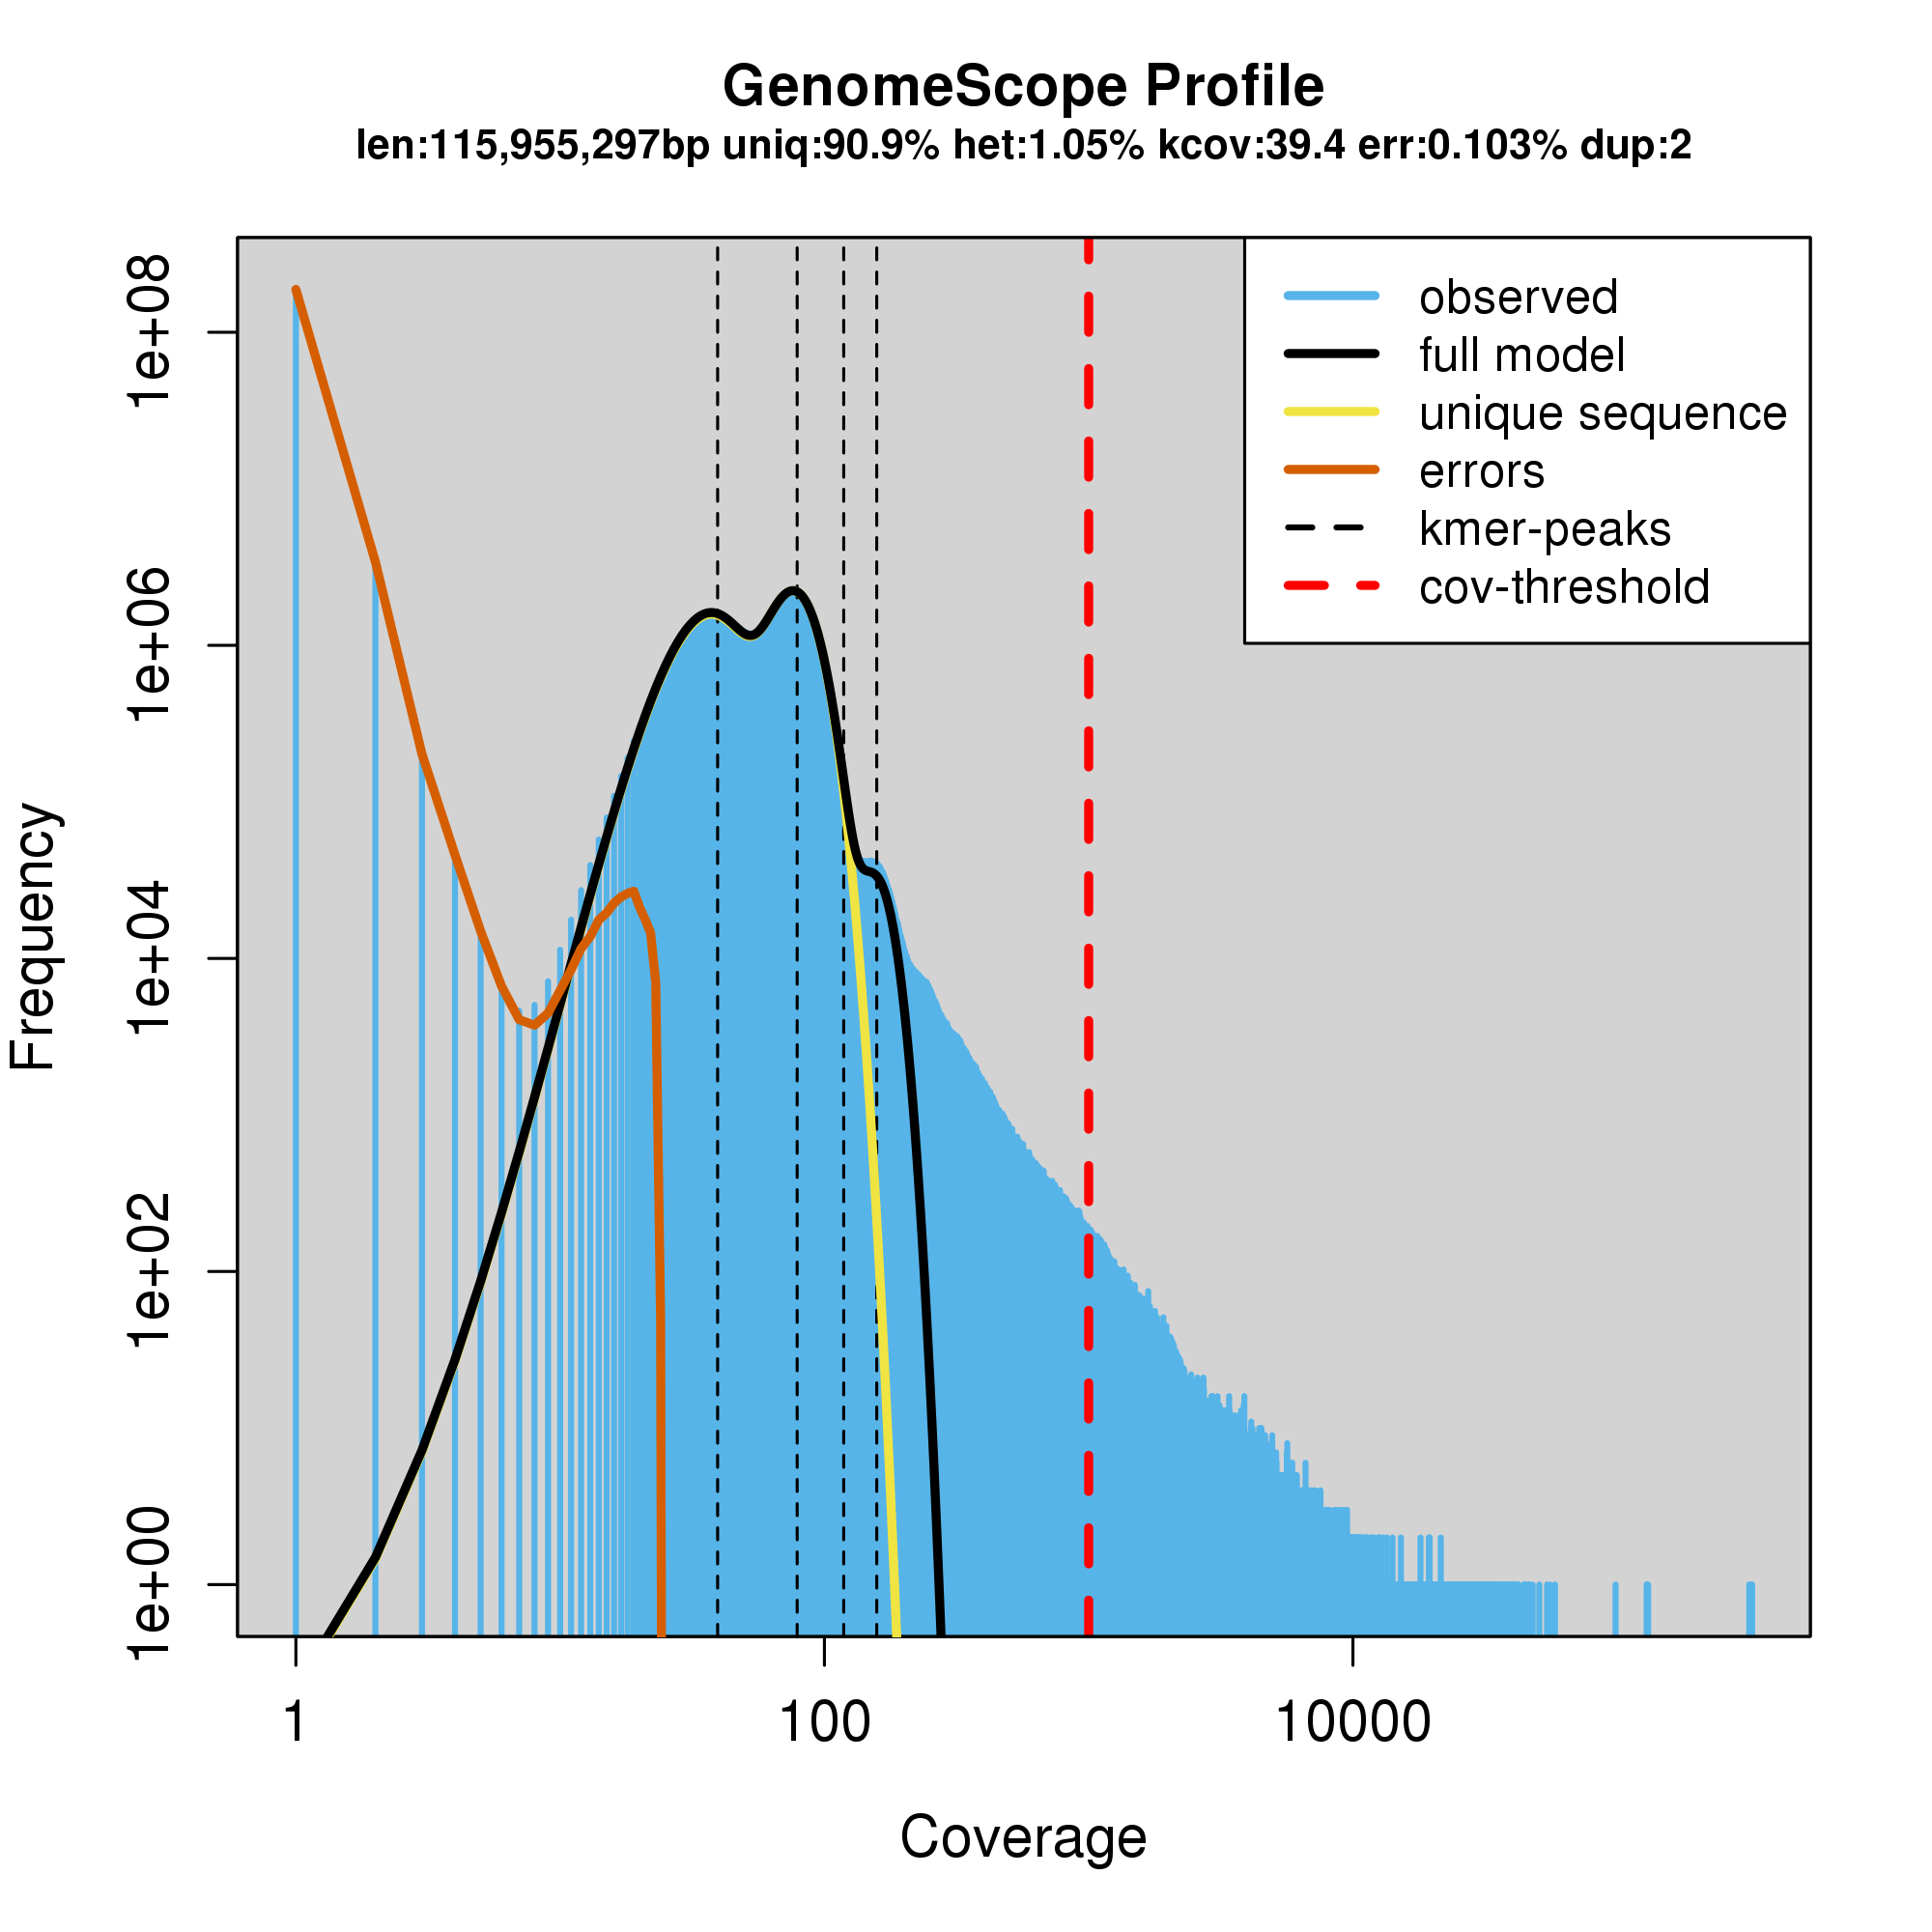 GenomeScope Profile
len:115,955,297bp uniq:90.9% het:1.05% kcov:39.4 err:0.103% dup:2
observed
full model
unique sequence
errors
kmer-peaks
cov-threshold
Frequency
1e+08
1e+06
1e+04
1e+02
1e+00
1
100
10000
Coverage